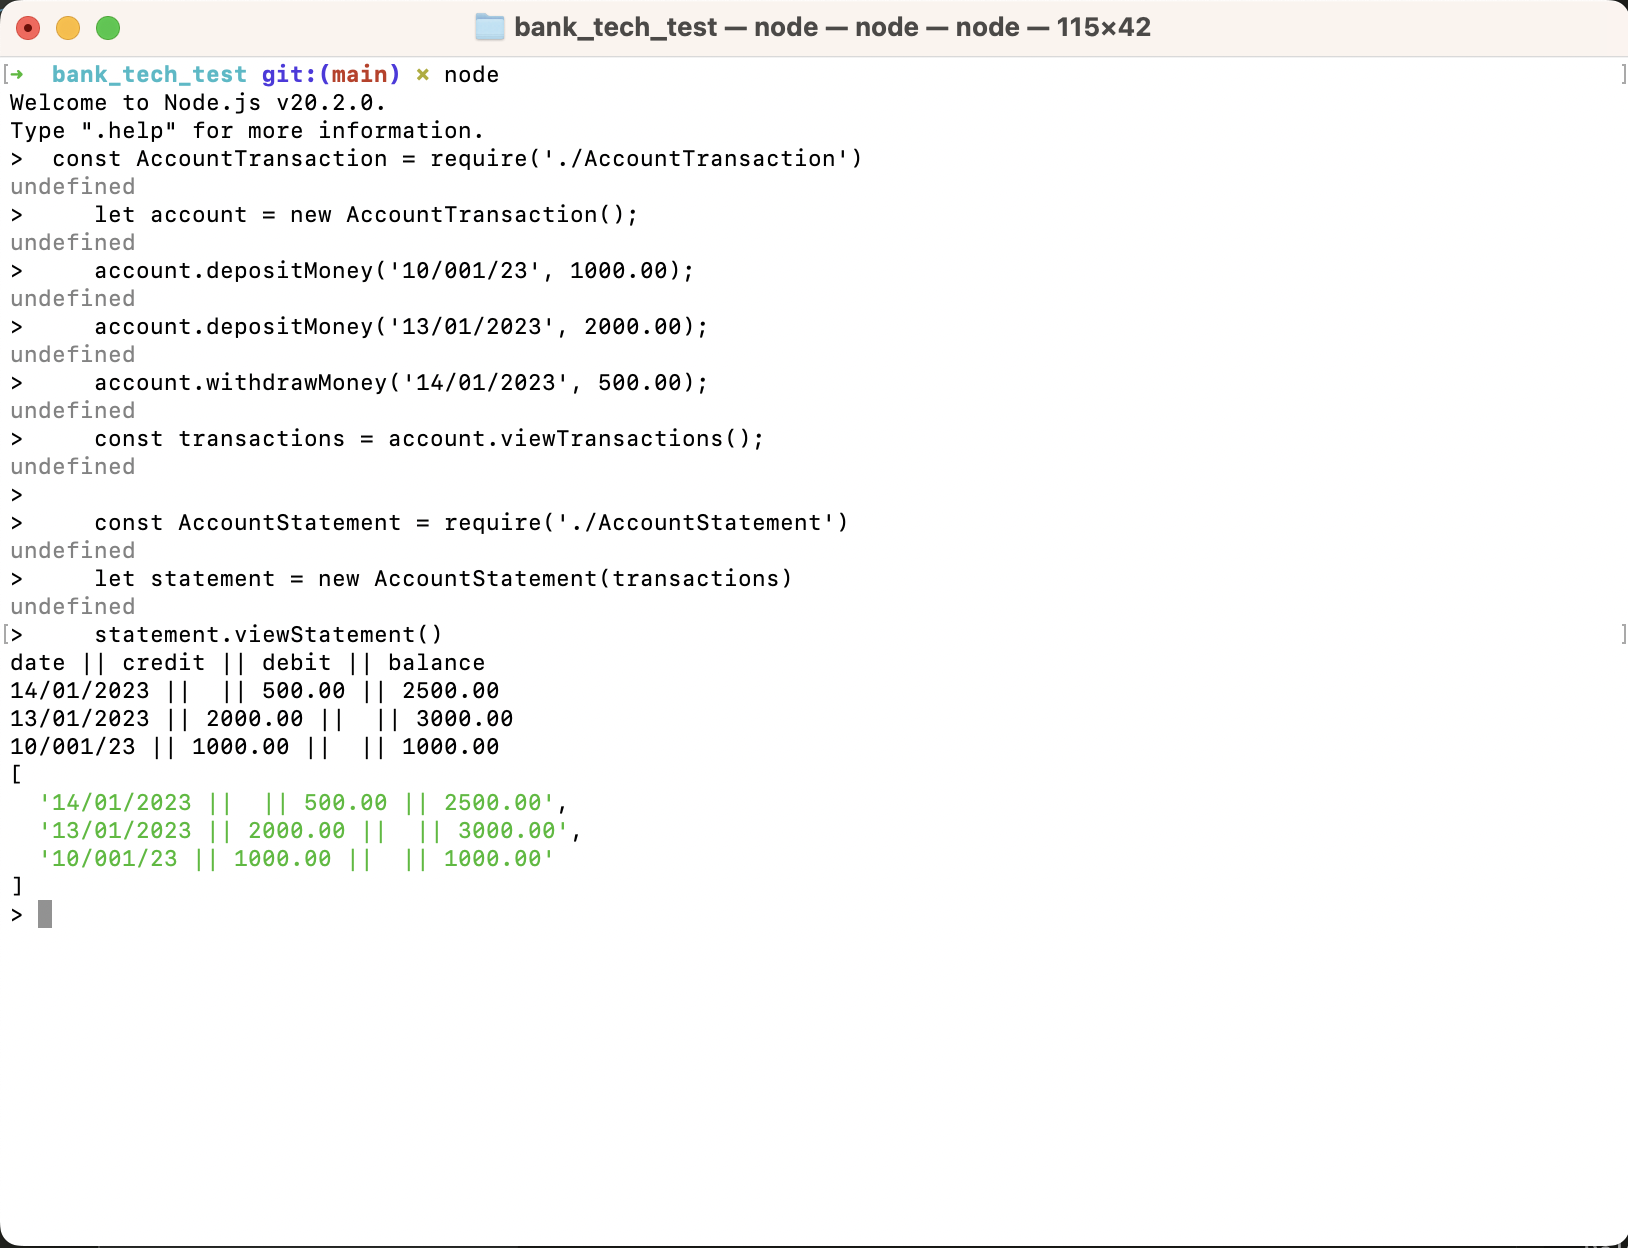 bank_tech_test — node — node — node — 115×42
[➜  bank_tech_test git:(main) × node ]
Welcome to Node.js v20.2.0.
Type ".help" for more information.
>  const AccountTransaction = require('./AccountTransaction')
undefined
>     let account = new AccountTransaction();
undefined
>     account.depositMoney('10/001/23', 1000.00);
undefined
>     account.depositMoney('13/01/2023', 2000.00);
undefined
>     account.withdrawMoney('14/01/2023', 500.00);
undefined
>     const transactions = account.viewTransactions();
undefined
>
>     const AccountStatement = require('./AccountStatement')
undefined
>     let statement = new AccountStatement(transactions)
undefined
[>     statement.viewStatement() ]
date || credit || debit || balance
14/01/2023 ||  || 500.00 || 2500.00
13/01/2023 || 2000.00 ||  || 3000.00
10/001/23 || 1000.00 ||  || 1000.00
[
  '14/01/2023 ||  || 500.00 || 2500.00',
  '13/01/2023 || 2000.00 ||  || 3000.00',
  '10/001/23 || 1000.00 ||  || 1000.00'
]
>